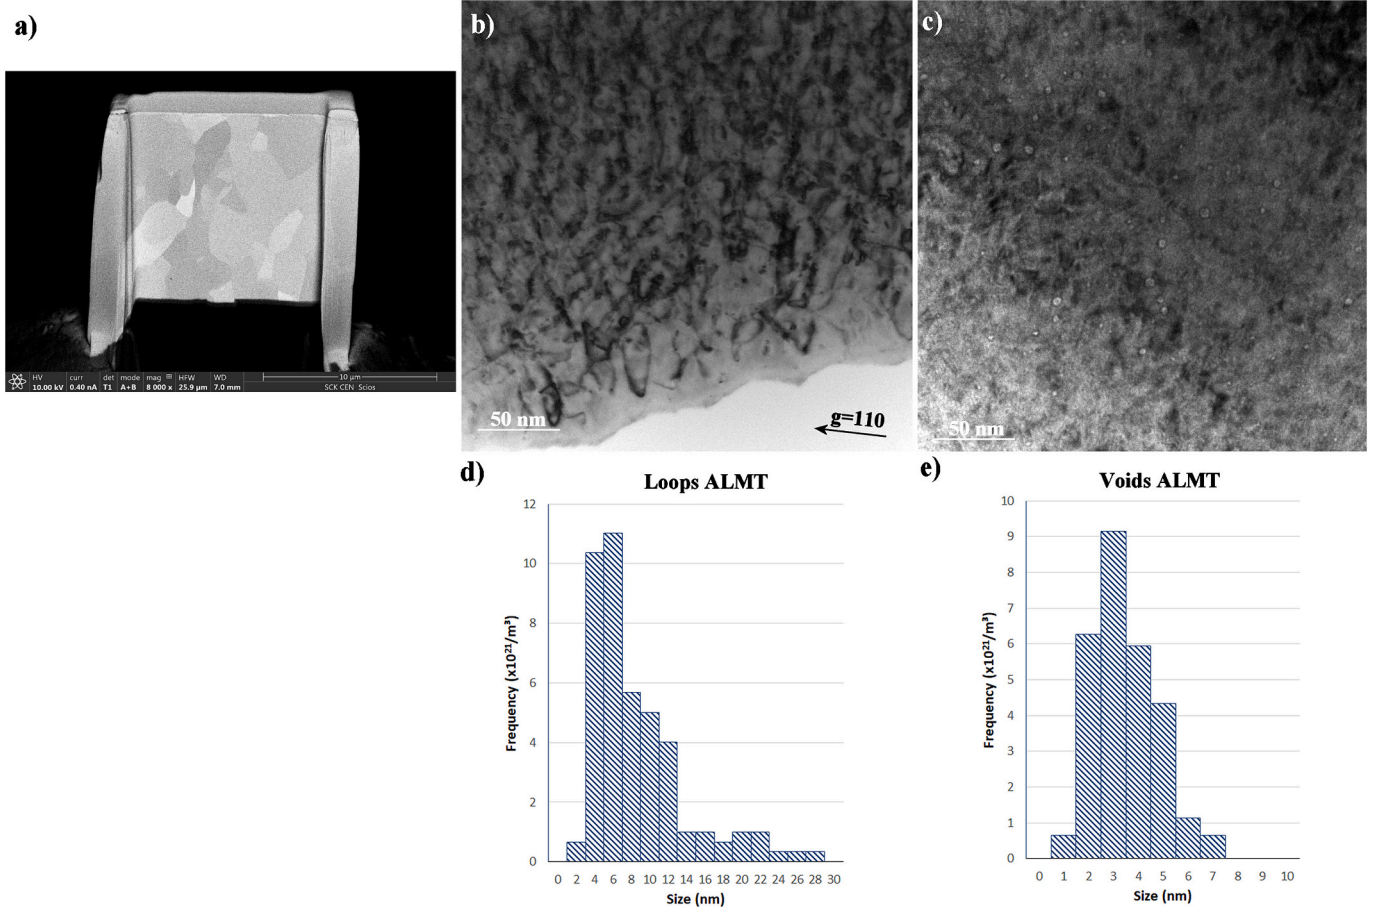 a)
HV curr det mode mag HFW WD
10.00 kV 0.40 nA T1 A+B 8 000 x 25.9 µm 7.0 mm
10 µm
SCK CEN Scios
b)
50 nm
g=110
c)
50 nm
d)
Loops ALMT
Frequency (x10²¹/m³)
12
10
8
6
4
2
0
0 2 4 6 8 10 12 14 16 18 20 22 24 26 28 30
Size (nm)
e)
Voids ALMT
Frequency (x10²¹/m³)
10
9
8
7
6
5
4
3
2
1
0
0 1 2 3 4 5 6 7 8 9 10
Size (nm)